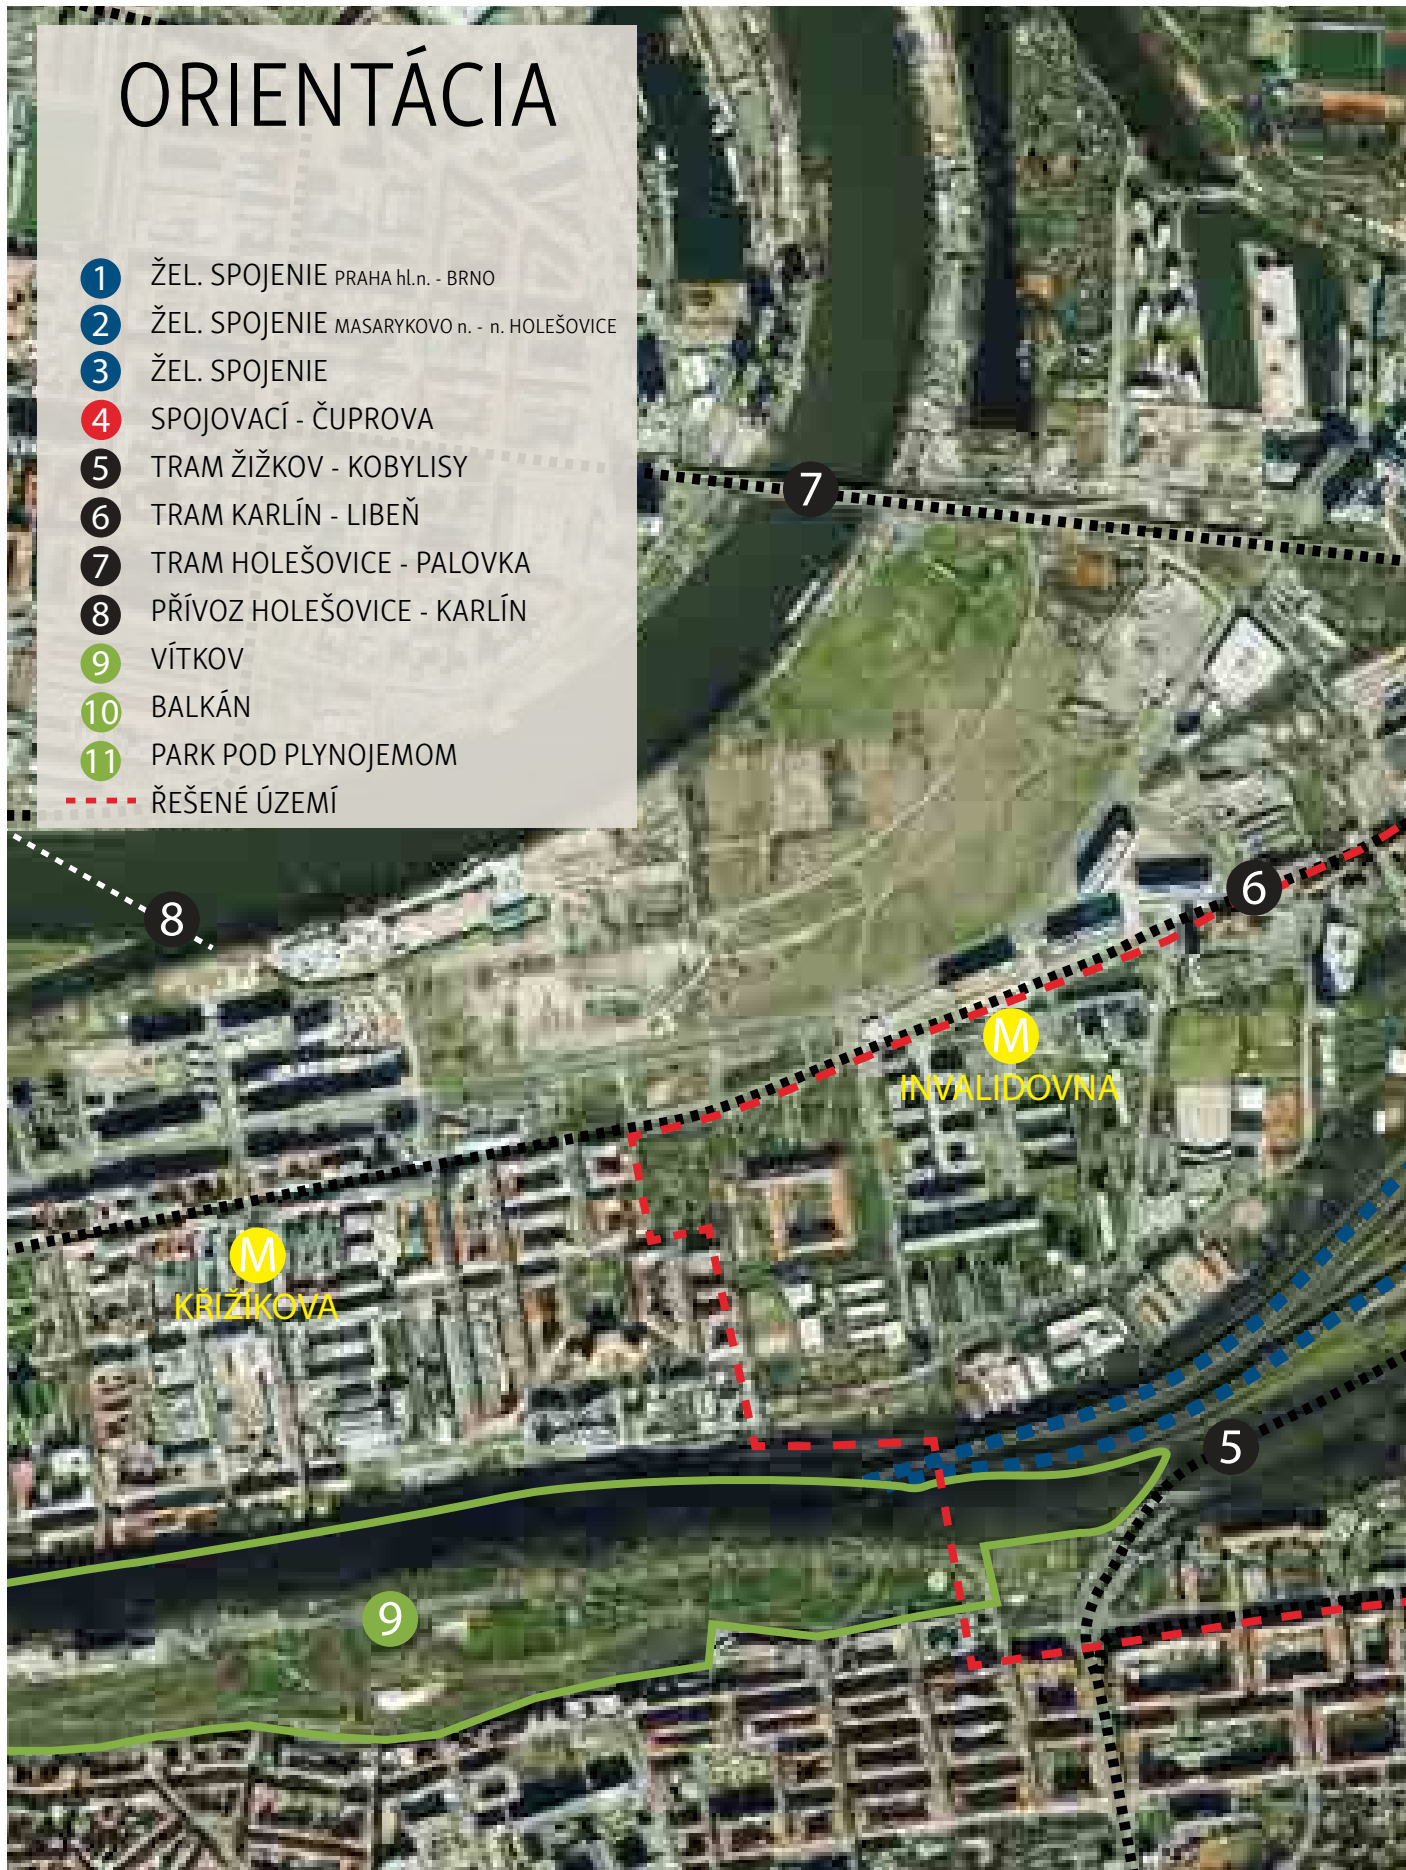 ORIENTÁCIA
1 ŽEL. SPOJENIE PRAHA hl.n. - BRNO
2 ŽEL. SPOJENIE MASARYKOVO n. - n. HOLEŠOVICE
3 ŽEL. SPOJENIE
4 SPOJOVACÍ - ČUPROVA
5 TRAM ŽIŽKOV - KOBYLISY
6 TRAM KARLÍN - LIBEŇ
7 TRAM HOLEŠOVICE - PALOVKA
8 PŘÍVOZ HOLEŠOVICE - KARLÍN
9 VÍTKOV
10 BALKÁN
11 PARK POD PLYNOJEMOM
ŘEŠENÉ ÚZEMÍ
7
6
8
M
INVALIDOVNA
M
KŘIŽÍKOVA
5
9